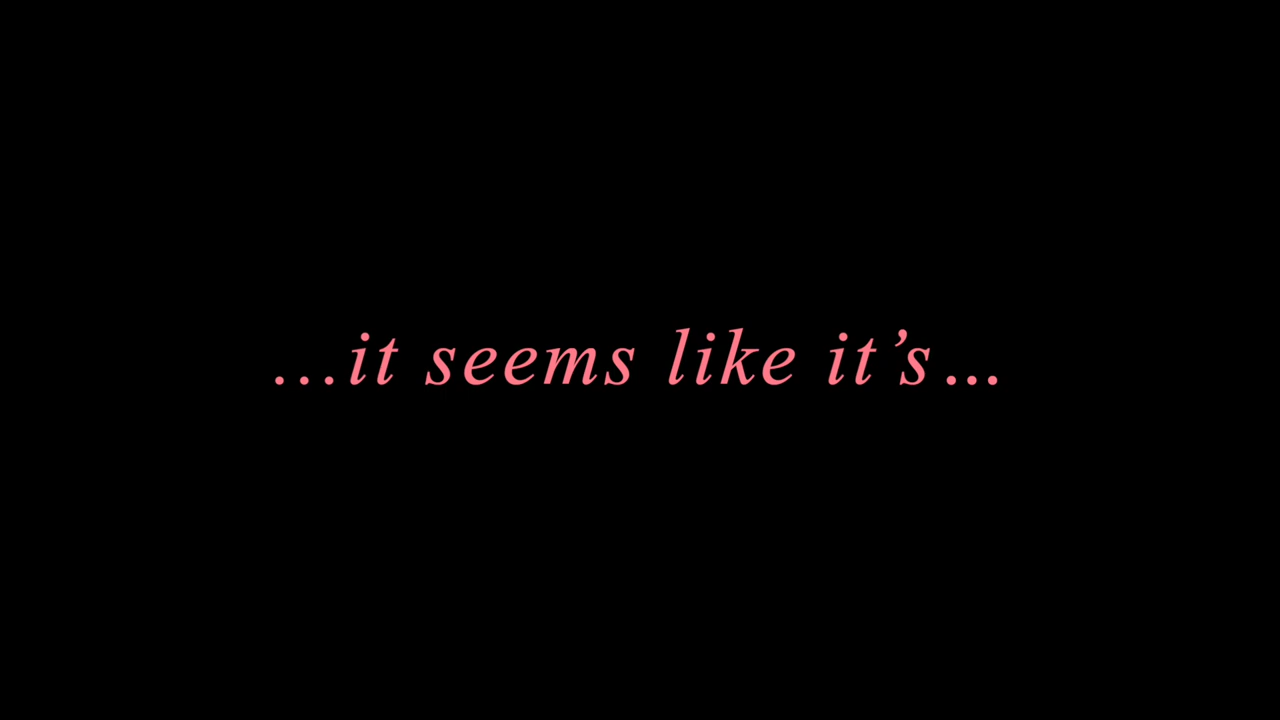 …it seems like it’s…